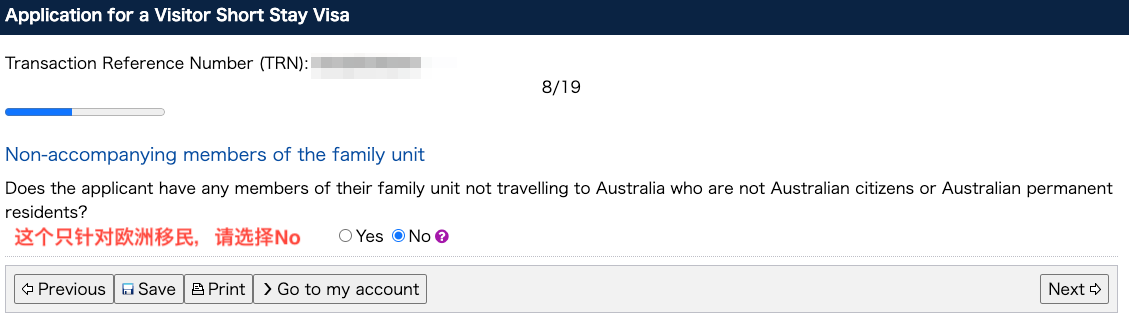 Application for a Visitor Short Stay Visa
Transaction Reference Number (TRN):
8/19
Non-accompanying members of the family unit
Does the applicant have any members of their family unit not travelling to Australia who are not Australian citizens or Australian permanent
residents?
这个只针对欧洲移民，请选择No Yes No ?
Previous Save Print Go to my account Next